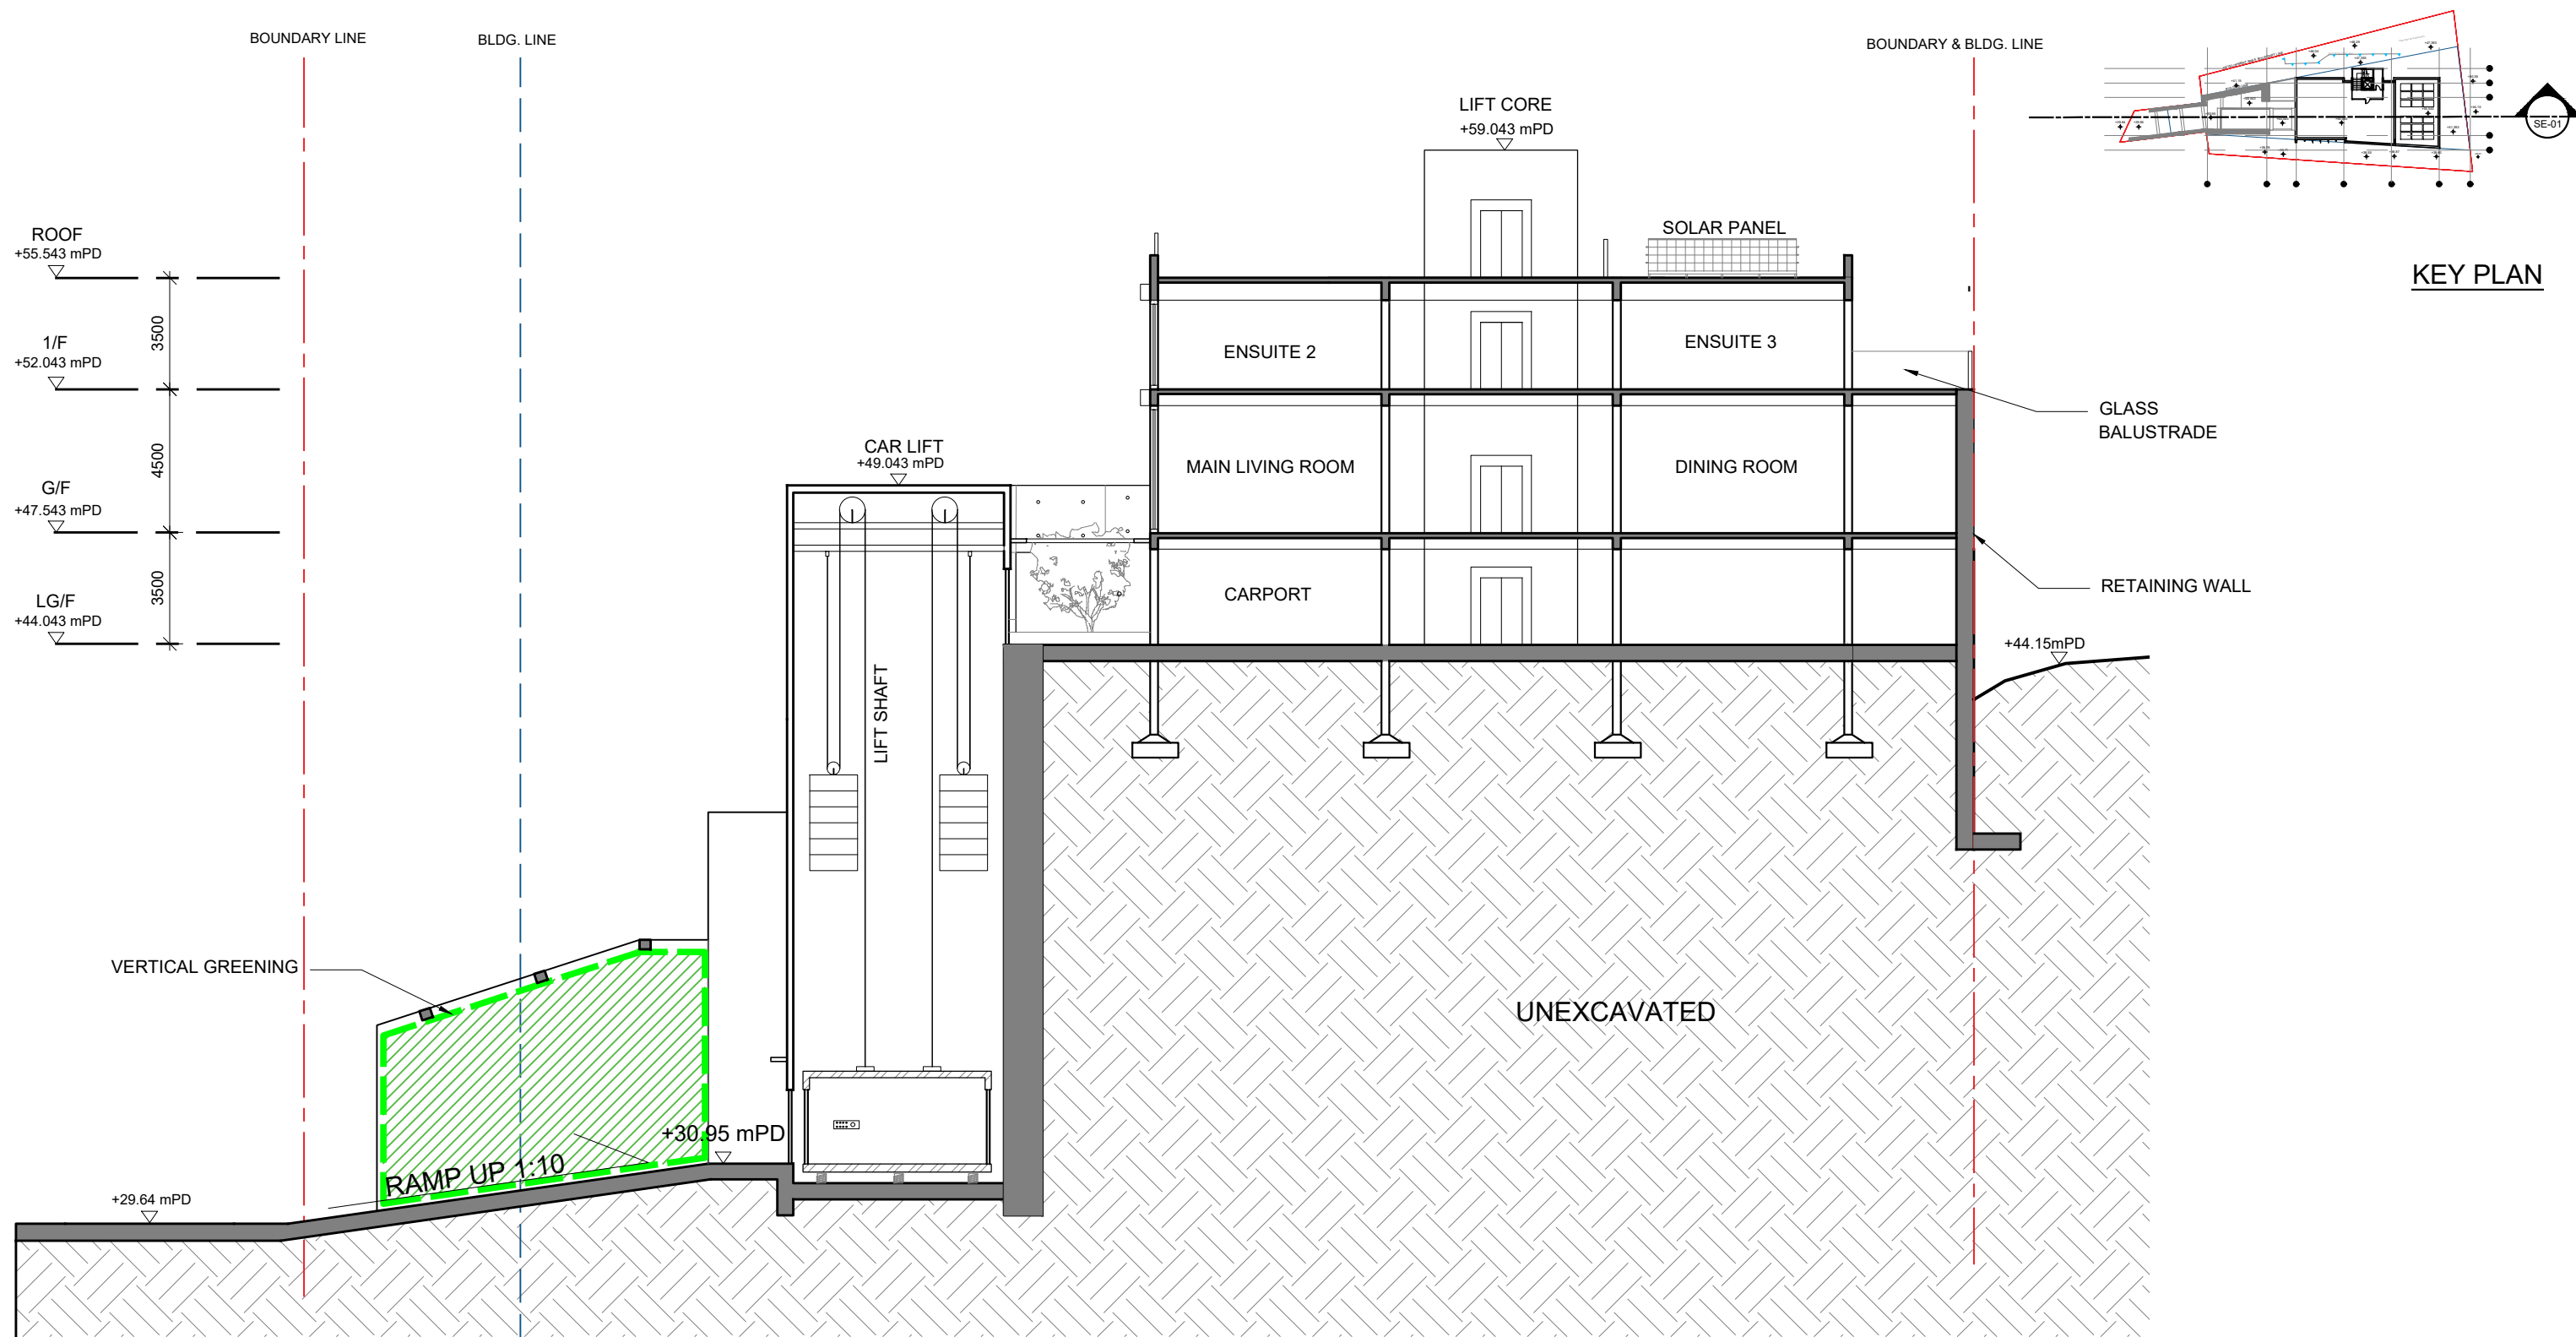 BOUNDARY LINE
BLDG. LINE
BOUNDARY & BLDG. LINE
LIFT CORE
+59.043 mPD
SE-01
KEY PLAN
ROOF
+55.543 mPD
SOLAR PANEL
3500
1/F
+52.043 mPD
ENSUITE 2
ENSUITE 3
GLASS
BALUSTRADE
4500
CAR LIFT
+49.043 mPD
MAIN LIVING ROOM
DINING ROOM
G/F
+47.543 mPD
3500
LG/F
+44.043 mPD
CARPORT
RETAINING WALL
+44.15mPD
LIFT SHAFT
VERTICAL GREENING
UNEXCAVATED
+30.95 mPD
RAMP UP 1:10
+29.64 mPD